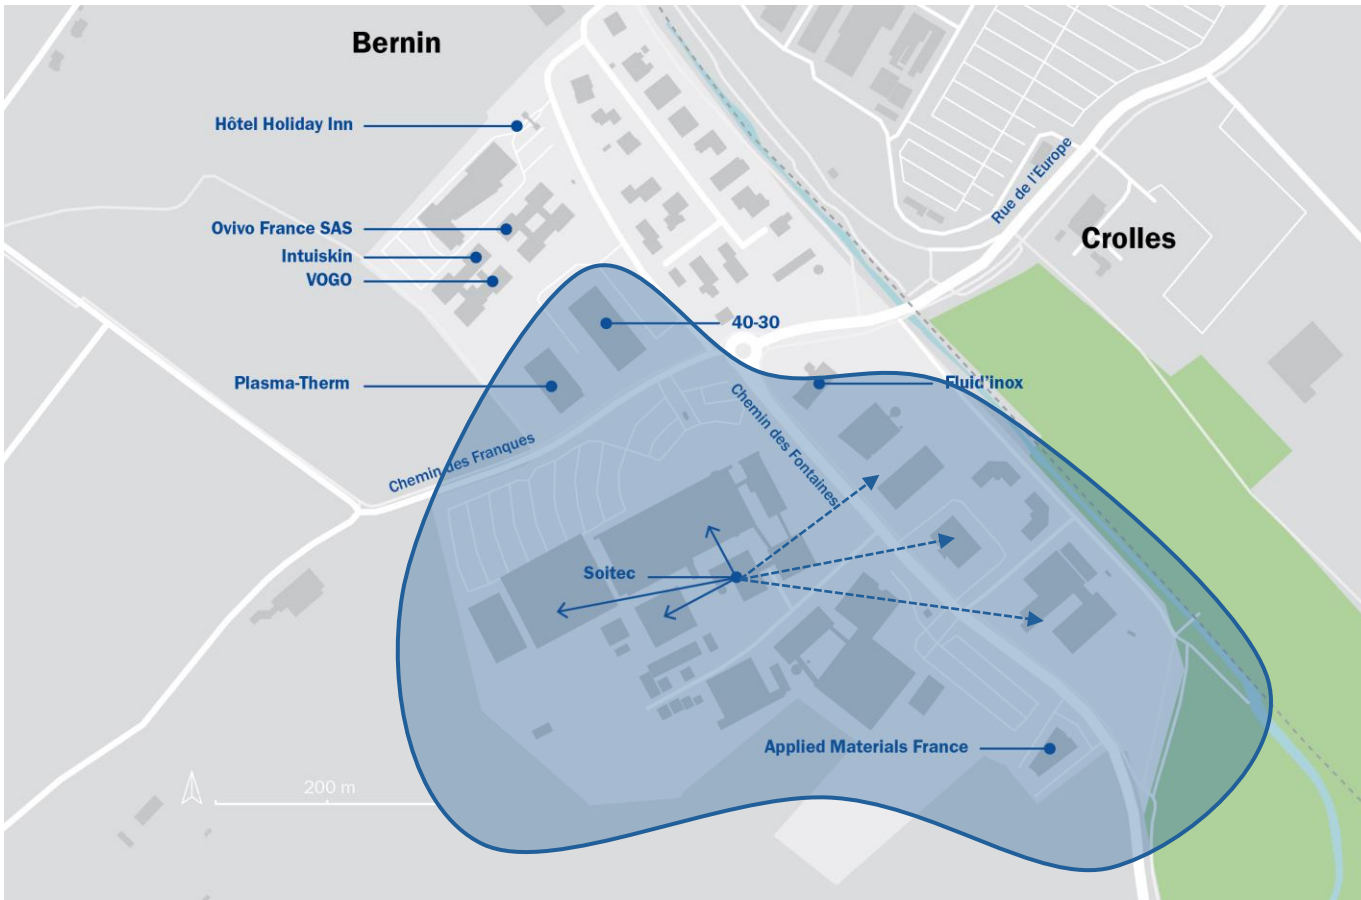 Bernin
Hôtel Holiday Inn
Rue de l'Europe
Ovivo France SAS
Crolles
Intuiskin
VOGO
40-30
Plasma-Therm
Fluid'inox
Chemin des Fontaines
Chemin des Franques
Soitec
Applied Materials France
200 m